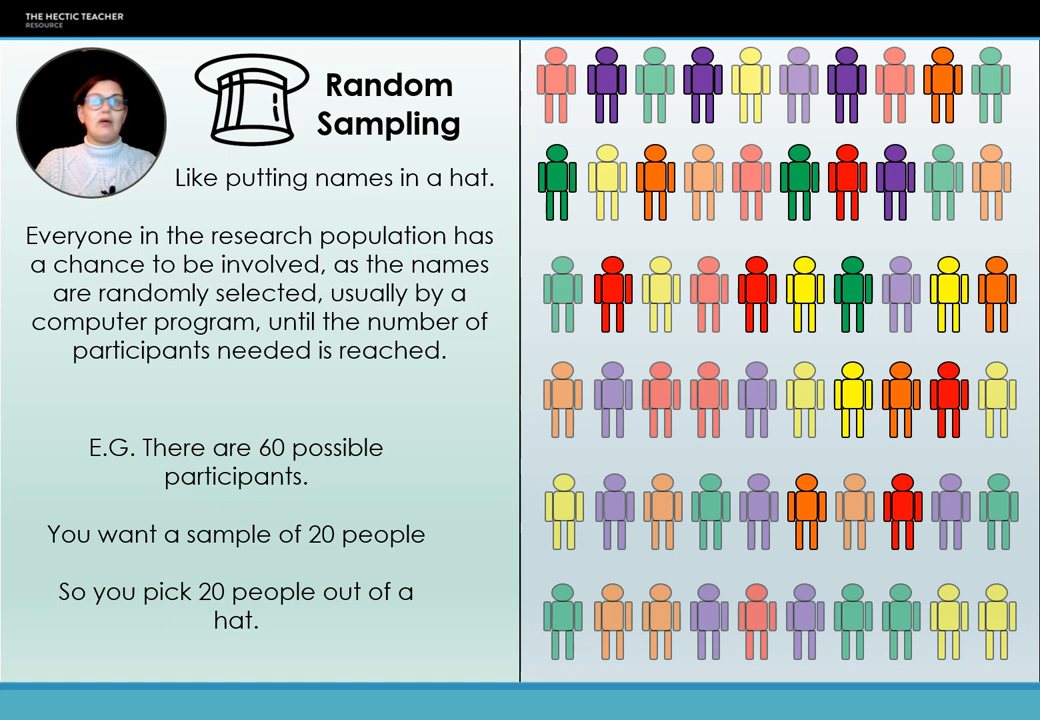 THE HECTIC TEACHER
RESOURCE
Random
Sampling
Like putting names in a hat.
Everyone in the research population has
a chance to be involved, as the names
are randomly selected, usually by a
computer program, until the number of
participants needed is reached.
E.G. There are 60 possible
participants.
You want a sample of 20 people
So you pick 20 people out of a
hat.